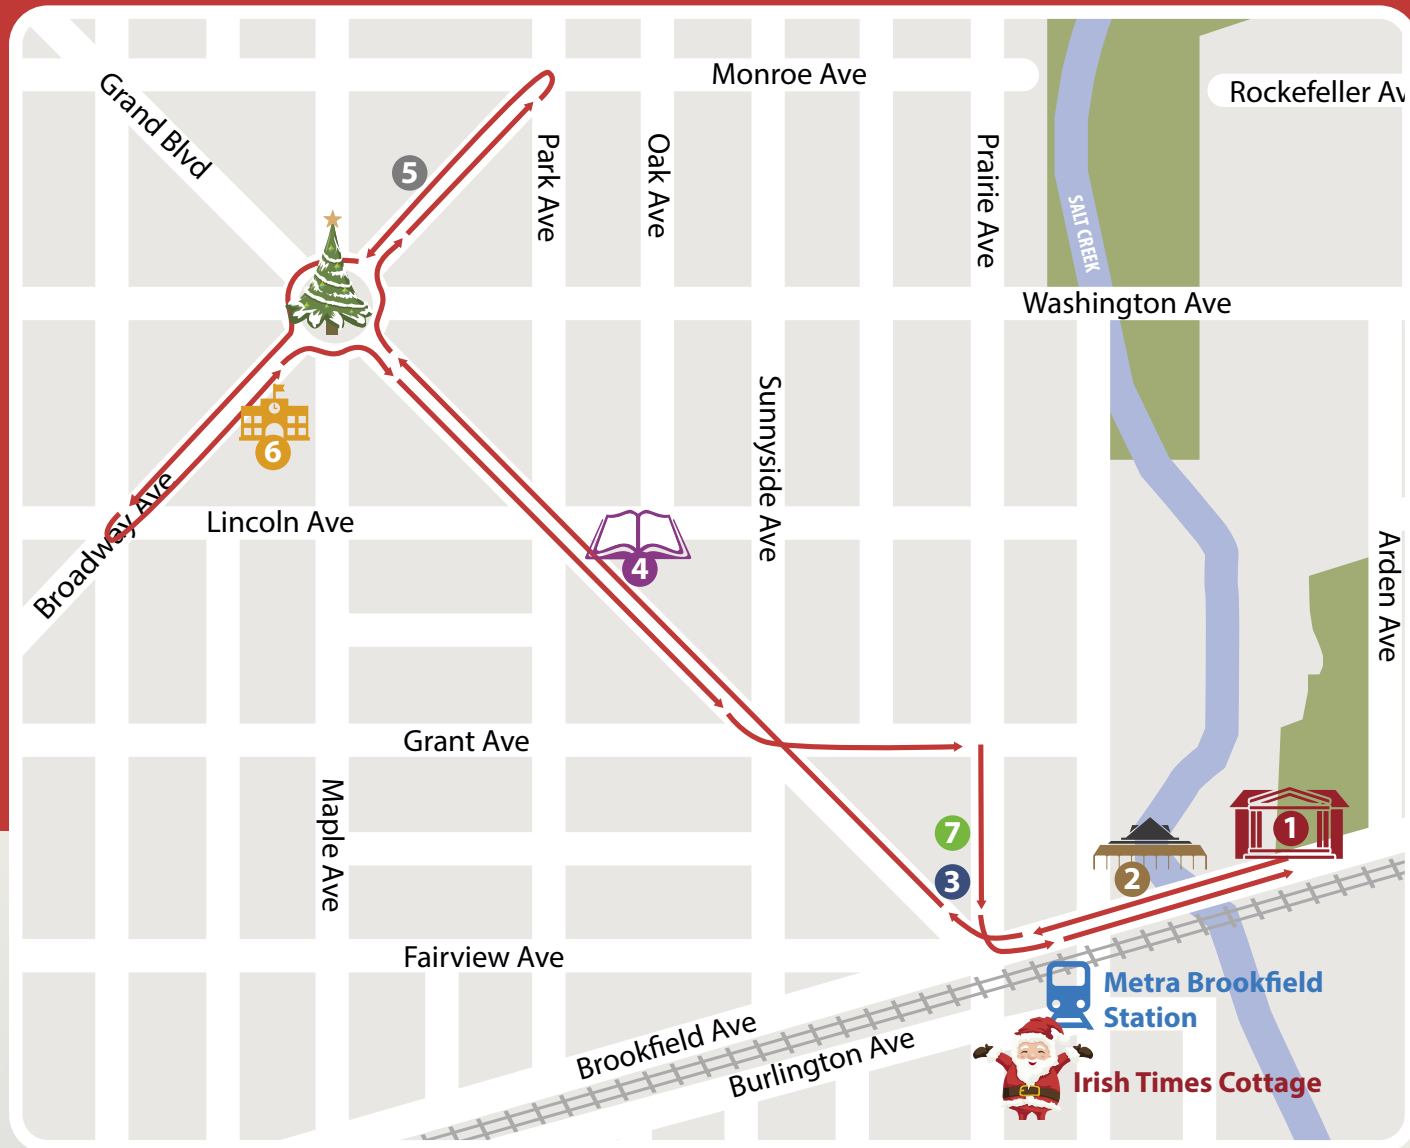 Monroe Ave
Rockefeller Av
Grand Blvd
5
Park Ave
Oak Ave
Prairie Ave
SALT CREEK
Washington Ave
Sunnyside Ave
6
Broadway Ave
Lincoln Ave
4
Arden Ave
Grant Ave
Maple Ave
7
3
2
1
Fairview Ave
Metra Brookfield
Station
Brookfield Ave
Burlington Ave
Irish Times Cottage